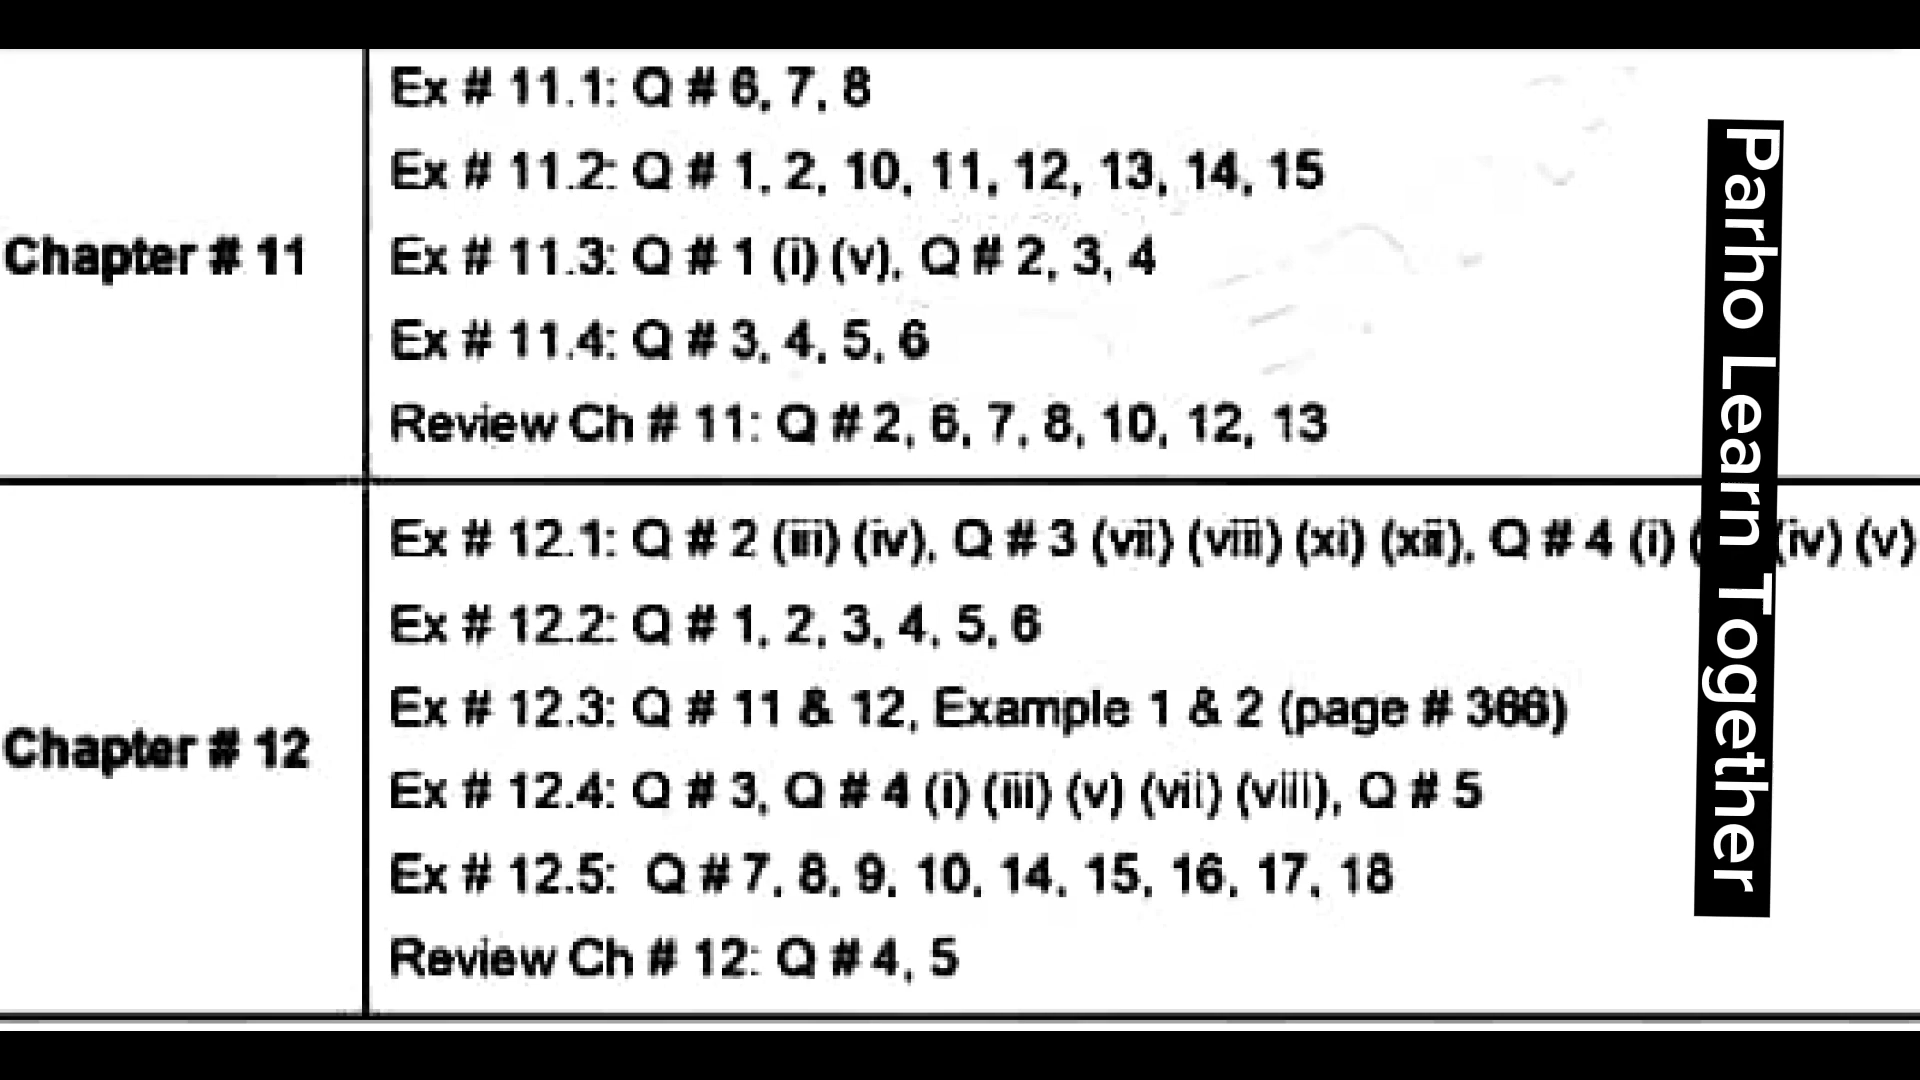 Ex # 11.1: Q # 6, 7, 8
Ex # 11.2: Q # 1, 2, 10, 11, 12, 13, 14, 15
Chapter # 11
Ex # 11.3: Q # 1 (i) (v), Q # 2, 3, 4
Ex # 11.4: Q # 3, 4, 5, 6
Review Ch # 11: Q # 2, 6, 7, 8, 10, 12, 13
Ex # 12.1: Q # 2 (iii) (iv), Q # 3 (vii) (viii) (xi) (xii), Q # 4 (i) (iv) (v)
Ex # 12.2: Q # 1, 2, 3, 4, 5, 6
Ex # 12.3: Q # 11 & 12, Example 1 & 2 (page # 366)
Chapter # 12
Ex # 12.4: Q # 3, Q # 4 (i) (iii) (v) (vii) (viii), Q # 5
Ex # 12.5: Q # 7, 8, 9, 10, 14, 15, 16, 17, 18
Review Ch # 12: Q # 4, 5
Parho Learn Together